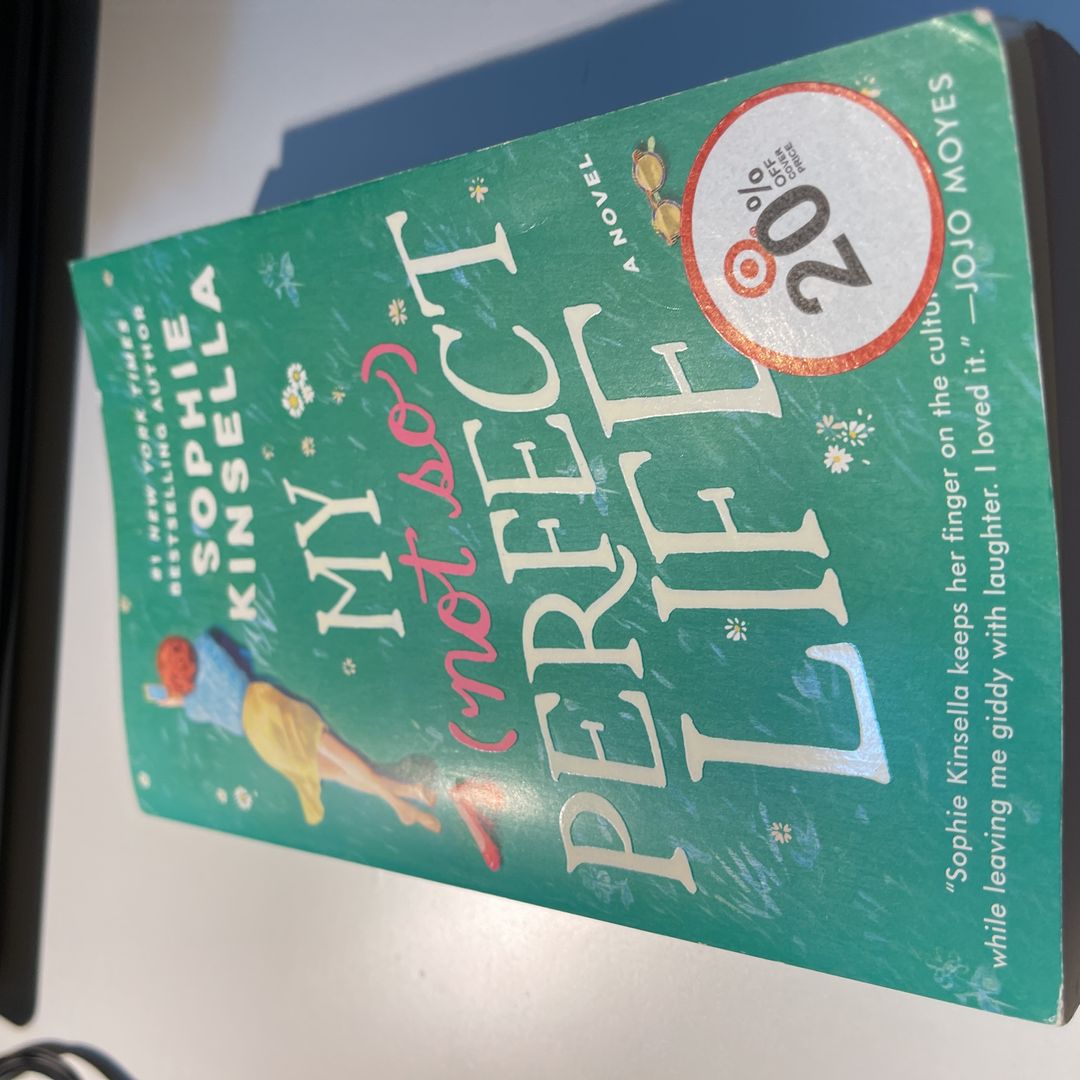 #1 NEW YORK TIMES
BESTSELLING AUTHOR
SOPHIE
KINSELLA
MY
(not so)
PERFECT
LIFE
A NOVEL
20%
OFF
COVER
PRICE
"Sophie Kinsella keeps her finger on the
while leaving me giddy with laughter. I loved it." —JOJO MOYES